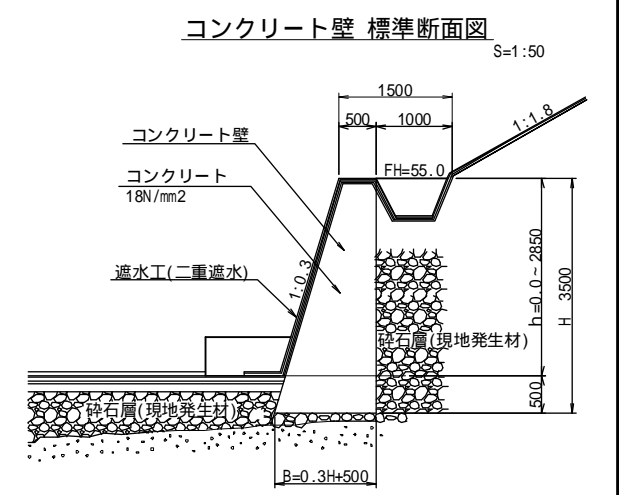 コンクリート壁 標準断面図
S=1:50
1500
500
1000
1:1.8
コンクリート壁
FH=55.0
コンクリート
18N/mm2
遮水工(二重遮水)
1:0.3
h=0.0~2850
H 3500
砕石層(現地発生材)
砕石層(現地発生材)
500
B=0.3H+500